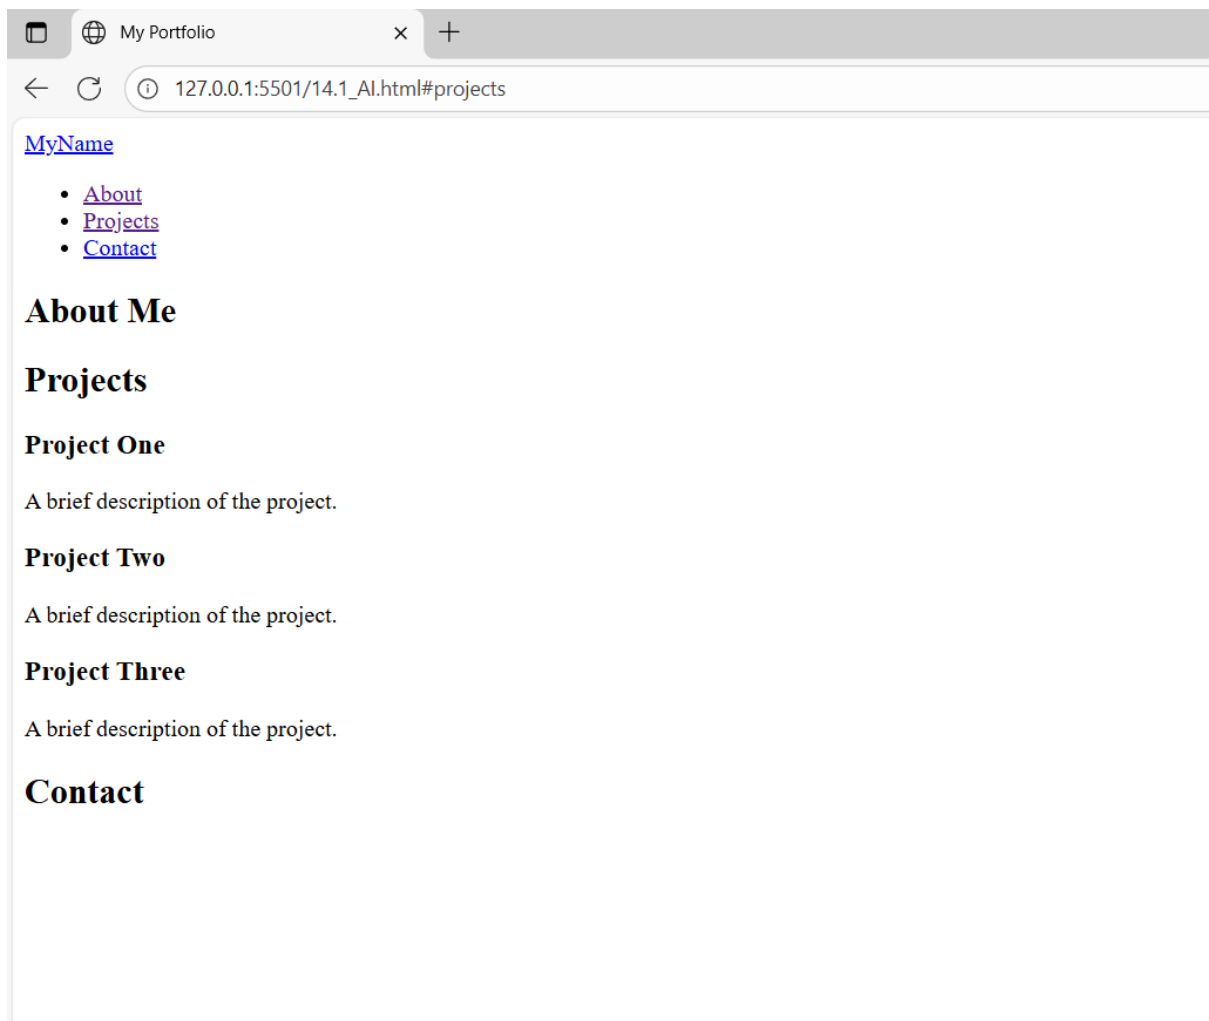 My Portfolio
127.0.0.1:5501/14.1_AI.html#projects
MyName
About
Projects
Contact
About Me
Projects
Project One
A brief description of the project.
Project Two
A brief description of the project.
Project Three
A brief description of the project.
Contact